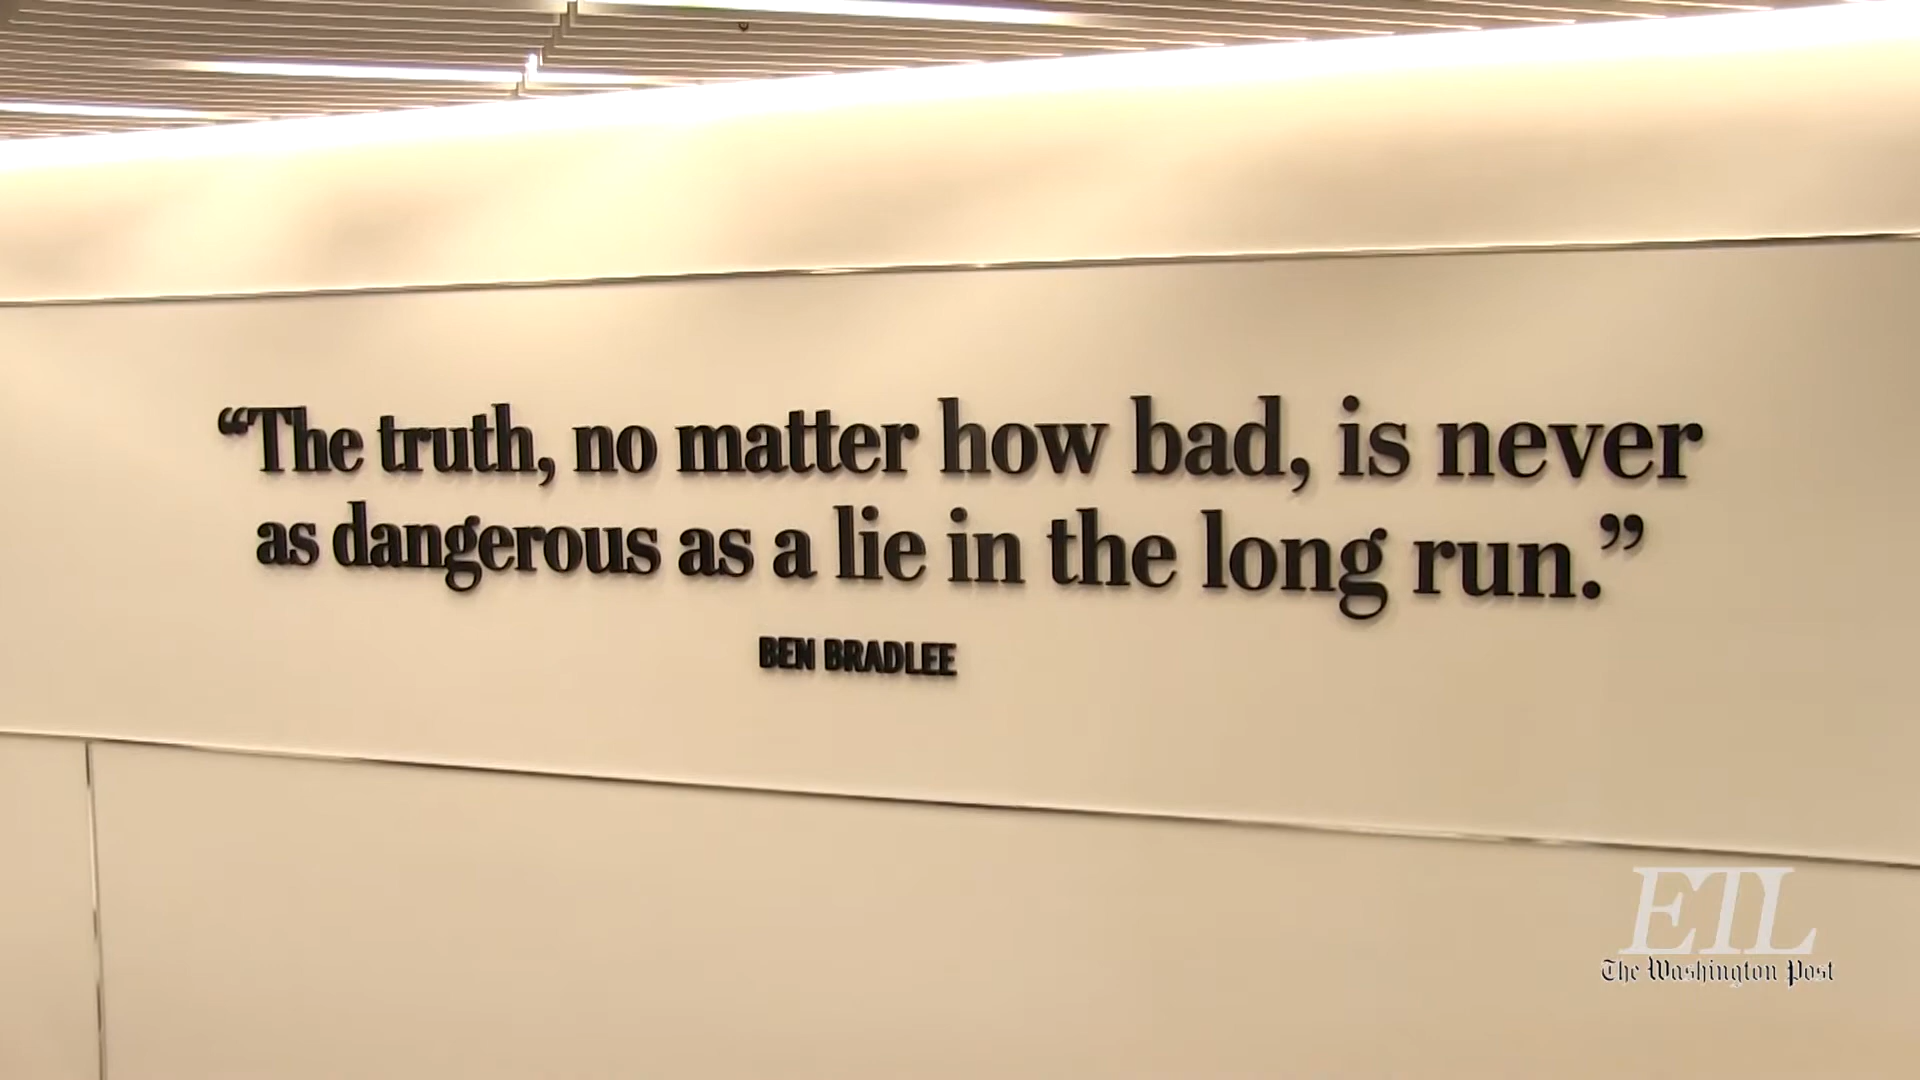 “The truth, no matter how bad, is never
as dangerous as a lie in the long run.”
BEN BRADLEE
ETL
The Washington Post